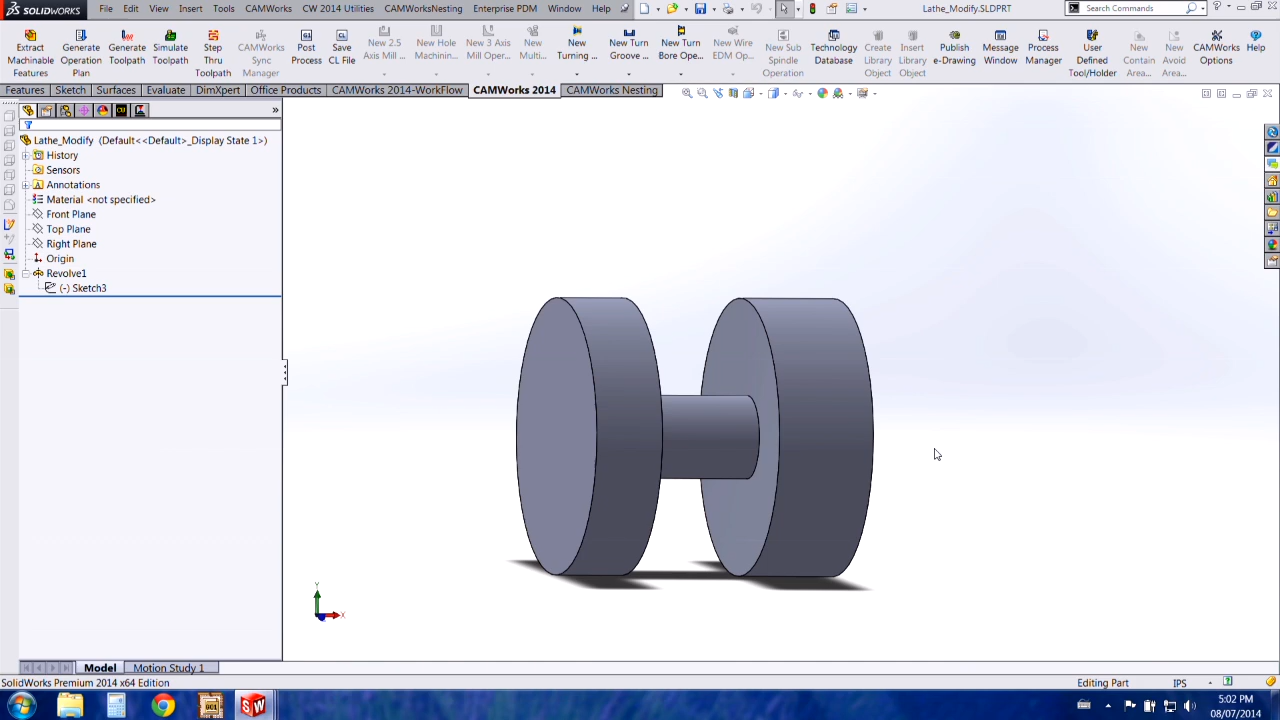 SOLIDWORKS File Edit View Insert Tools CAMWorks CW 2014 Utilities CAMWorksNesting Enterprise PDM Window Help Lathe_Modify.SLDPRT Search Commands
Extract Machinable Features
Generate Operation Plan
Generate Toolpath
Simulate Toolpath
Step Thru Toolpath
CAMWorks Sync Manager
Post Process
Save CL File
New 2.5 Axis Mill ...
New Hole Machinin...
New 3 Axis Mill Oper...
New Multi...
New Turning ...
New Turn Groove ...
New Turn Bore Ope...
New Wire EDM Op...
New Sub Spindle Operation
Technology Database
Create Library Object
Insert Library Object
Publish e-Drawing
Message Window
Process Manager
User Defined Tool/Holder
New Contain Area...
New Avoid Area...
CAMWorks Options
Help
Features Sketch Surfaces Evaluate DimXpert Office Products CAMWorks 2014-WorkFlow CAMWorks 2014 CAMWorks Nesting
Lathe_Modify (Default<<Default>_Display State 1>)
History
Sensors
Annotations
Material <not specified>
Front Plane
Top Plane
Right Plane
Origin
Revolve1
(-) Sketch3
Y
X
Model Motion Study 1
SolidWorks Premium 2014 x64 Edition Editing Part IPS
5:02 PM
08/07/2014